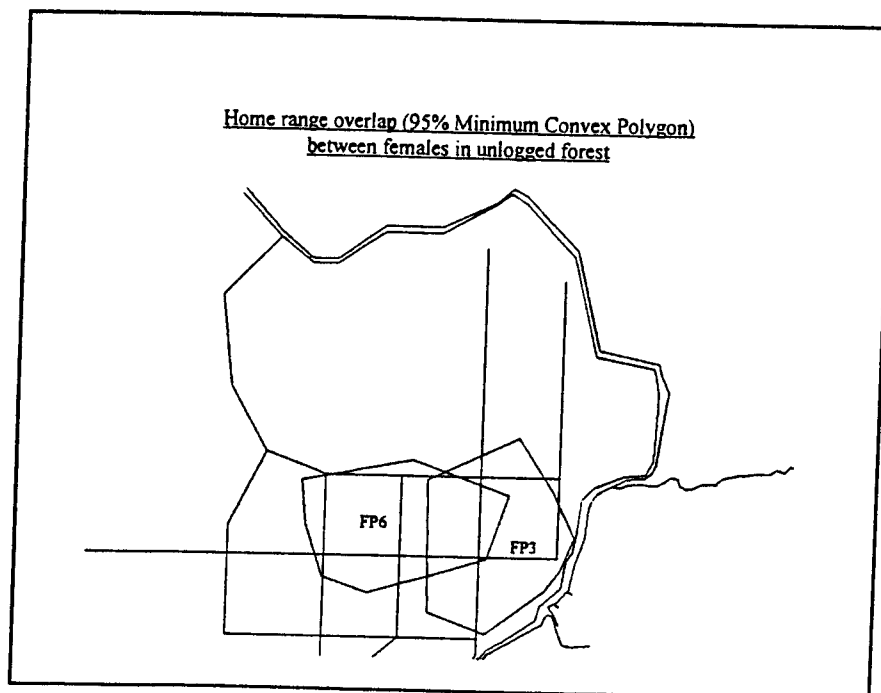 Home range overlap (95% Minimum Convex Polygon)
between females in unlogged forest
FP6
FP3